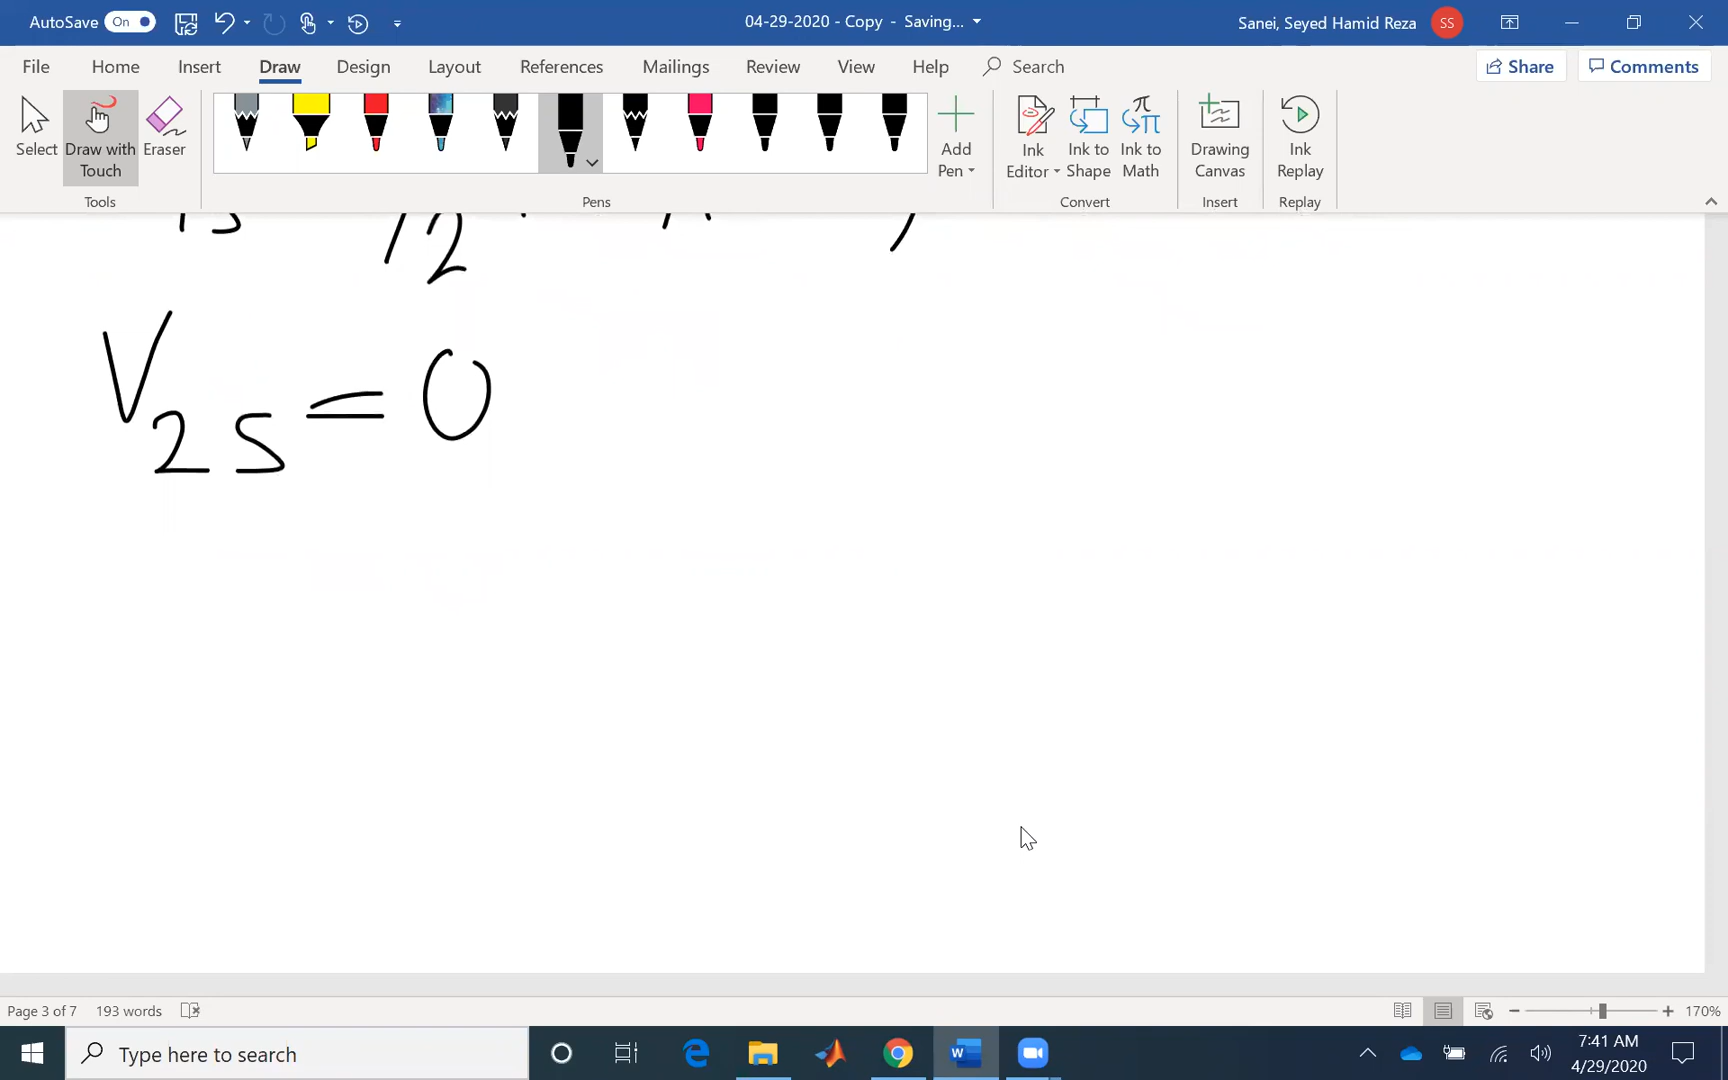 AutoSave On 04-29-2020 - Copy - Saving... Sanei, Seyed Hamid Reza SS
File Home Insert Draw Design Layout References Mailings Review View Help Search Share Comments
Select Draw with Touch Eraser Add Pen Ink Editor Ink to Shape Ink to Math Drawing Canvas Ink Replay
Tools Pens Convert Insert Replay
V2S = 0
Page 3 of 7 193 words 170%
Type here to search 7:41 AM
4/29/2020